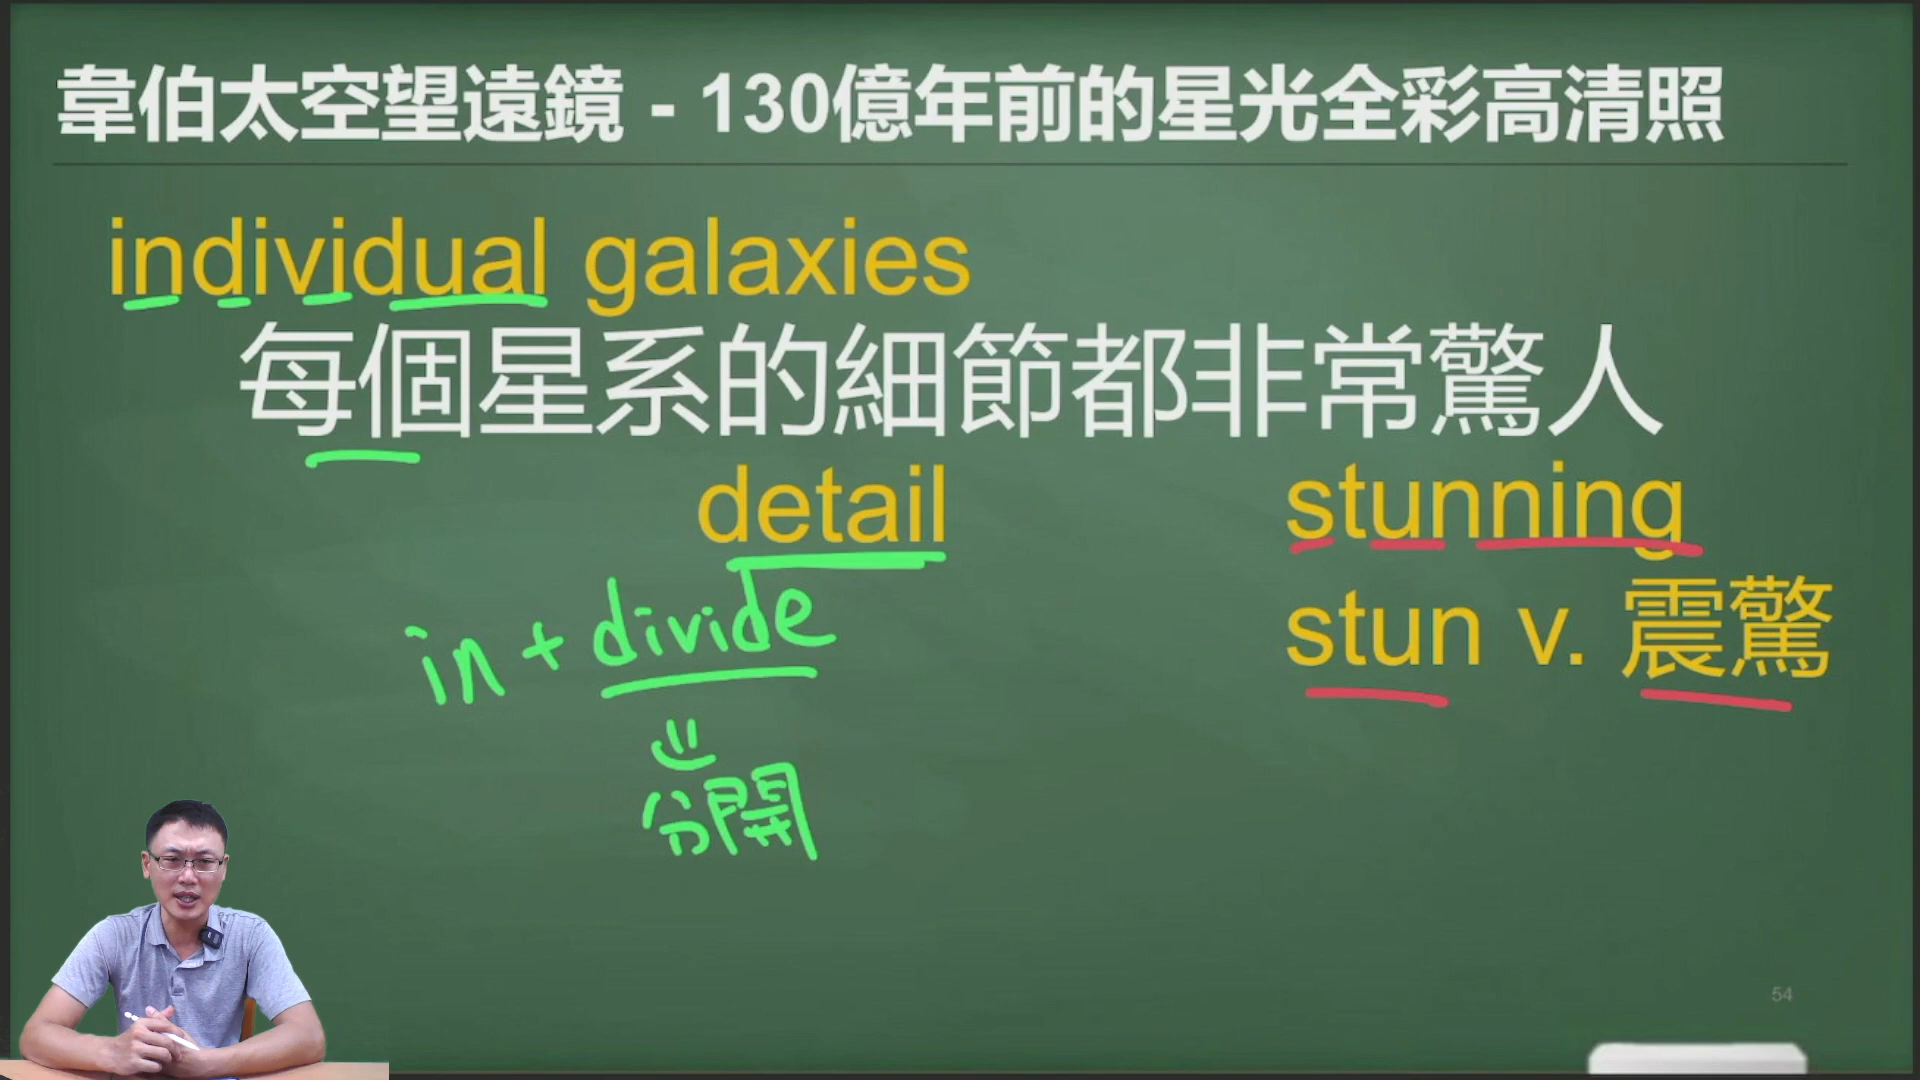 韋伯太空望遠鏡 - 130億年前的星光全彩高清照
individual galaxies
每個星系的細節都非常驚人
detail
stunning
in + divide
stun v. 震驚
分開
54